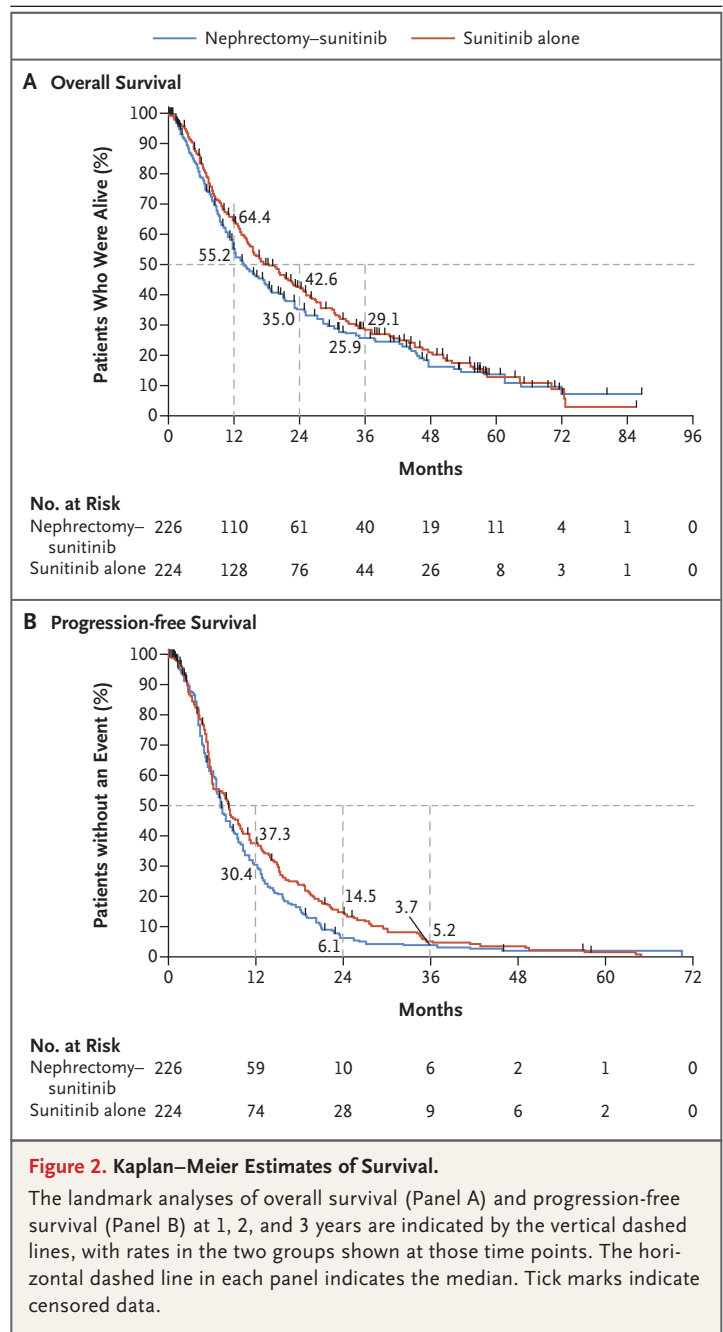 Nephrectomy–sunitinib Sunitinib alone
A Overall Survival
Patients Who Were Alive (%)
100
90
80
70
60
50
40
30
20
10
0
64.4
55.2
42.6
35.0
29.1
25.9
0 12 24 36 48 60 72 84 96
Months
No. at Risk
Nephrectomy– 226 110 61 40 19 11 4 1 0
sunitinib
Sunitinib alone 224 128 76 44 26 8 3 1 0
B Progression-free Survival
Patients without an Event (%)
100
90
80
70
60
50
40
30
20
10
0
37.3
30.4
14.5
6.1
3.7
5.2
0 12 24 36 48 60 72
Months
No. at Risk
Nephrectomy– 226 59 10 6 2 1 0
sunitinib
Sunitinib alone 224 74 28 9 6 2 0
Figure 2. Kaplan–Meier Estimates of Survival.
The landmark analyses of overall survival (Panel A) and progression-free
survival (Panel B) at 1, 2, and 3 years are indicated by the vertical dashed
lines, with rates in the two groups shown at those time points. The hori-
zontal dashed line in each panel indicates the median. Tick marks indicate
censored data.